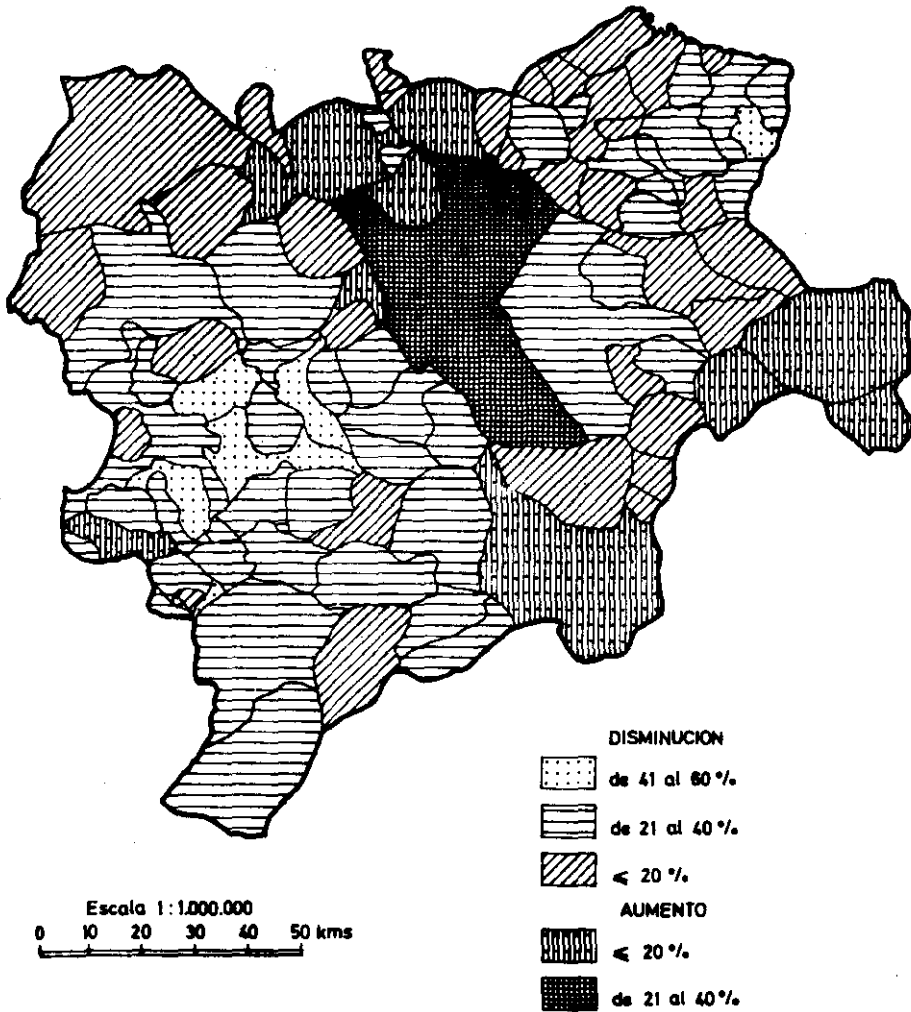 DISMINUCION
de 41 al 60 %
de 21 al 40 %
≤ 20 %
AUMENTO
≤ 20 %
de 21 al 40 %
Escala 1:1.000.000
0 10 20 30 40 50 kms